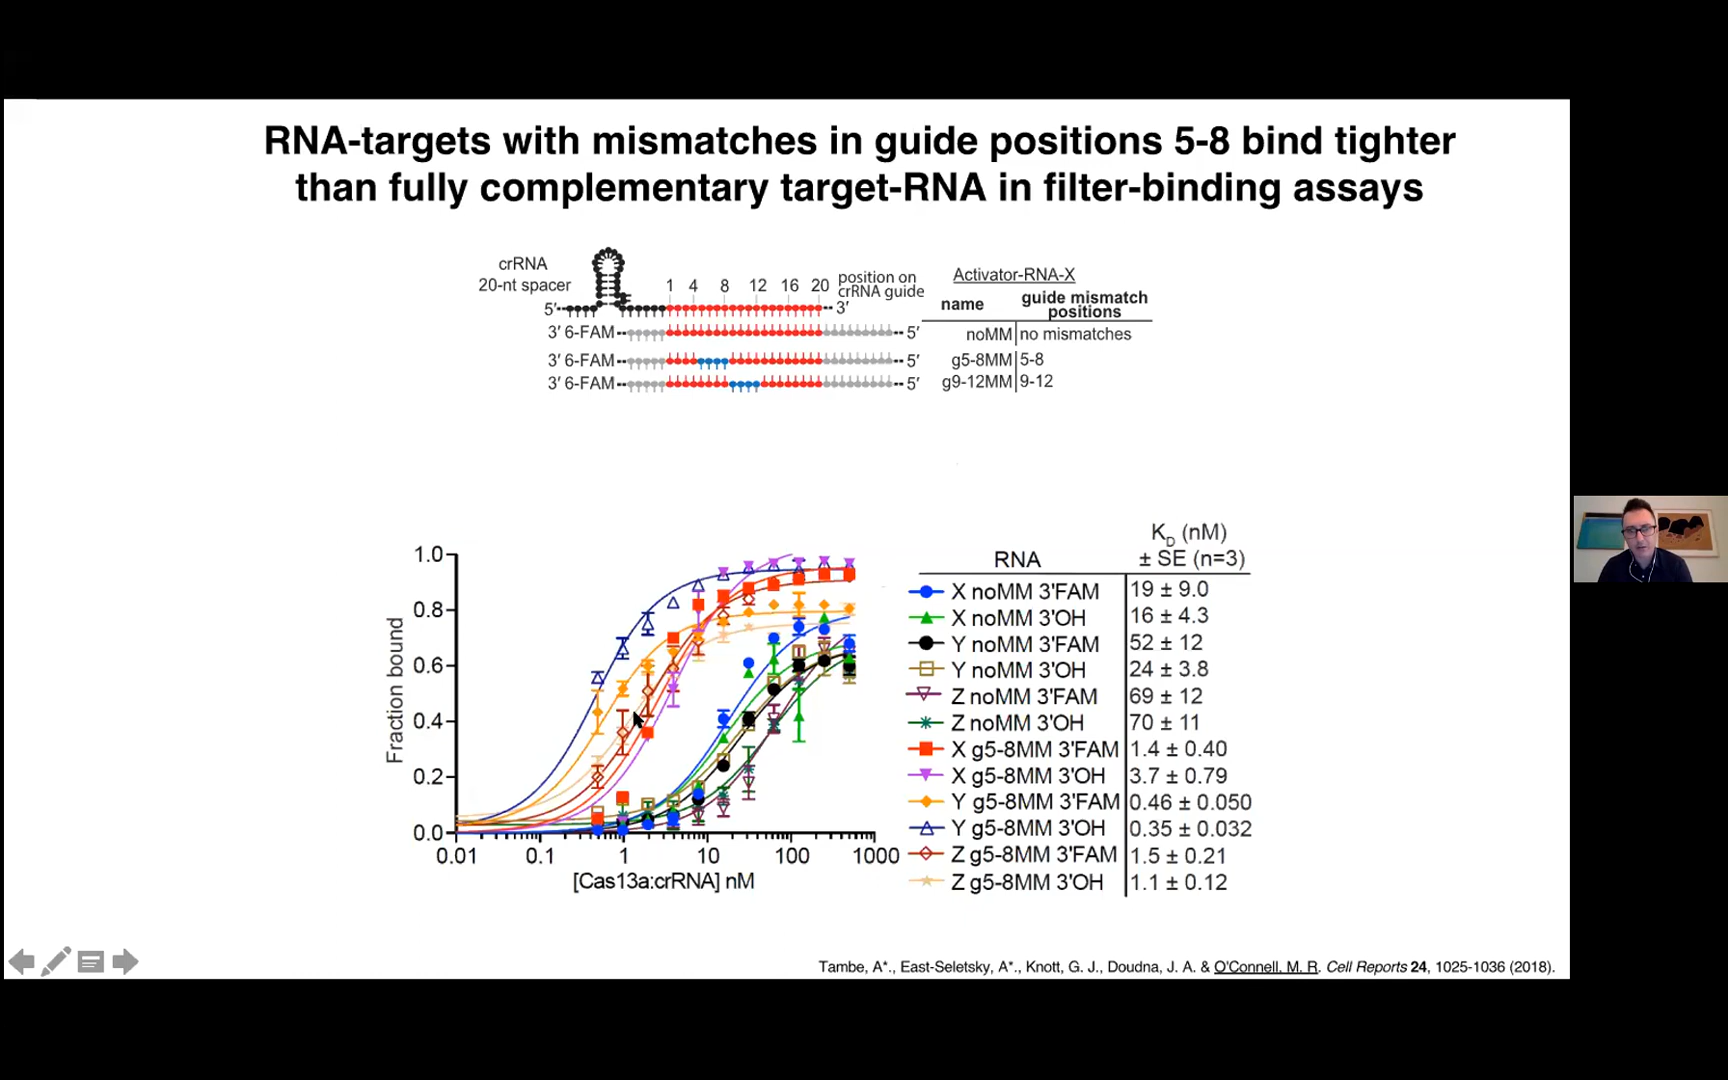 RNA-targets with mismatches in guide positions 5-8 bind tighter
than fully complementary target-RNA in filter-binding assays
crRNA
20-nt spacer
1 4 8 12 16 20
position on
crRNA guide
5′
3′
3′ 6-FAM
5′
3′ 6-FAM
5′
3′ 6-FAM
5′
Activator-RNA-X
name
guide mismatch
positions
noMM no mismatches
g5-8MM 5-8
g9-12MM 9-12
Fraction bound
1.0
0.8
0.6
0.4
0.2
0.0
0.01 0.1 1 10 100 1000
[Cas13a:crRNA] nM
RNA
KD (nM)
± SE (n=3)
X noMM 3'FAM 19 ± 9.0
X noMM 3'OH 16 ± 4.3
Y noMM 3'FAM 52 ± 12
Y noMM 3'OH 24 ± 3.8
Z noMM 3'FAM 69 ± 12
Z noMM 3'OH 70 ± 11
X g5-8MM 3'FAM 1.4 ± 0.40
X g5-8MM 3'OH 3.7 ± 0.79
Y g5-8MM 3'FAM 0.46 ± 0.050
Y g5-8MM 3'OH 0.35 ± 0.032
Z g5-8MM 3'FAM 1.5 ± 0.21
Z g5-8MM 3'OH 1.1 ± 0.12
Tambe, A*., East-Seletsky, A*., Knott, G. J., Doudna, J. A. & O'Connell, M. R. Cell Reports 24, 1025-1036 (2018).